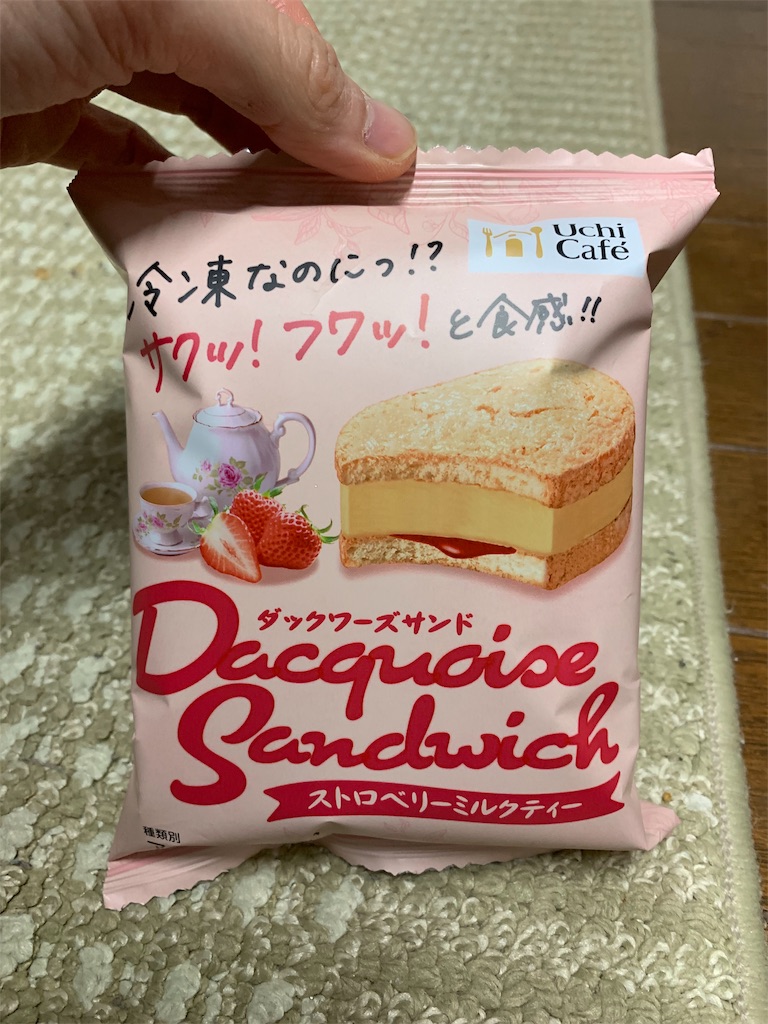 Uchi
Café
冷凍なのにっ!?
サクッ! フワッ! と食感!!
ダックワーズサンド
Dacquoise
Sandwich
ストロベリーミルクティー
種類別